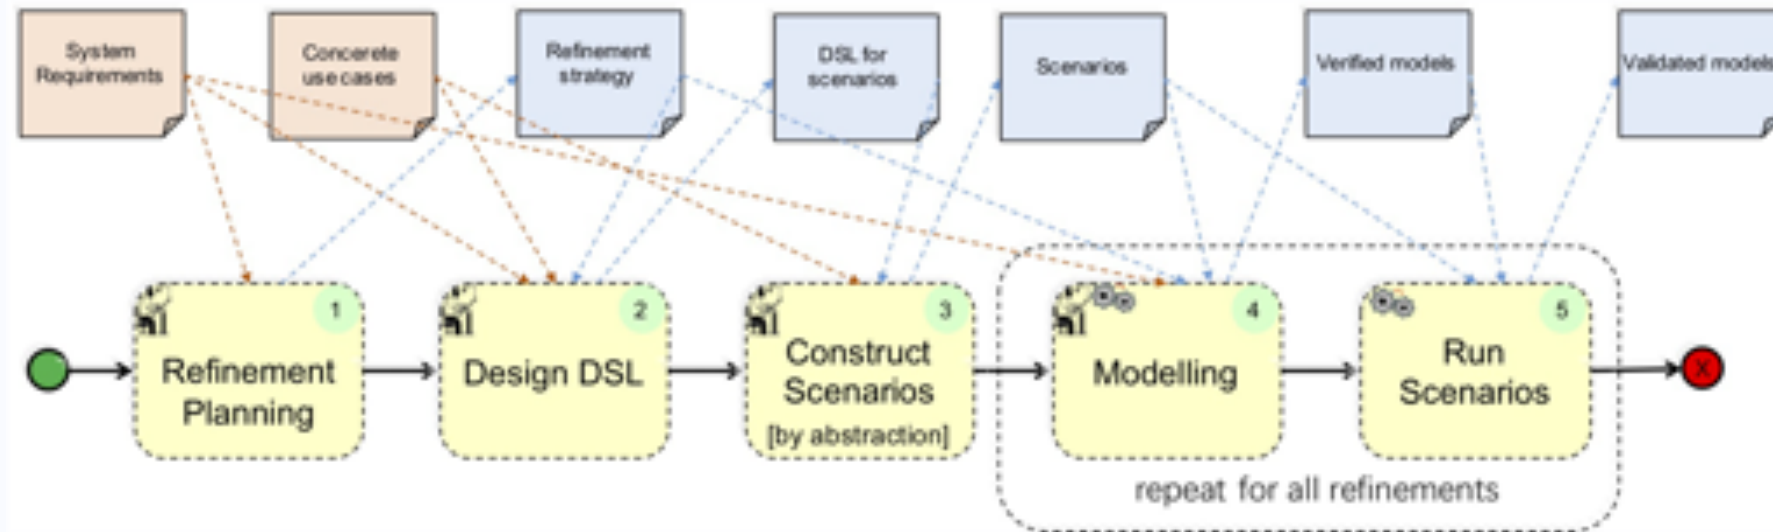 System
Requirements
Concerete
use cases
Refinement
strategy
DSL for
scenarios
Scenarios
Verified models
Validated models
1
Refinement
Planning
2
Design DSL
3
Construct
Scenarios
[by abstraction]
4
Modelling
5
Run
Scenarios
X
repeat for all refinements